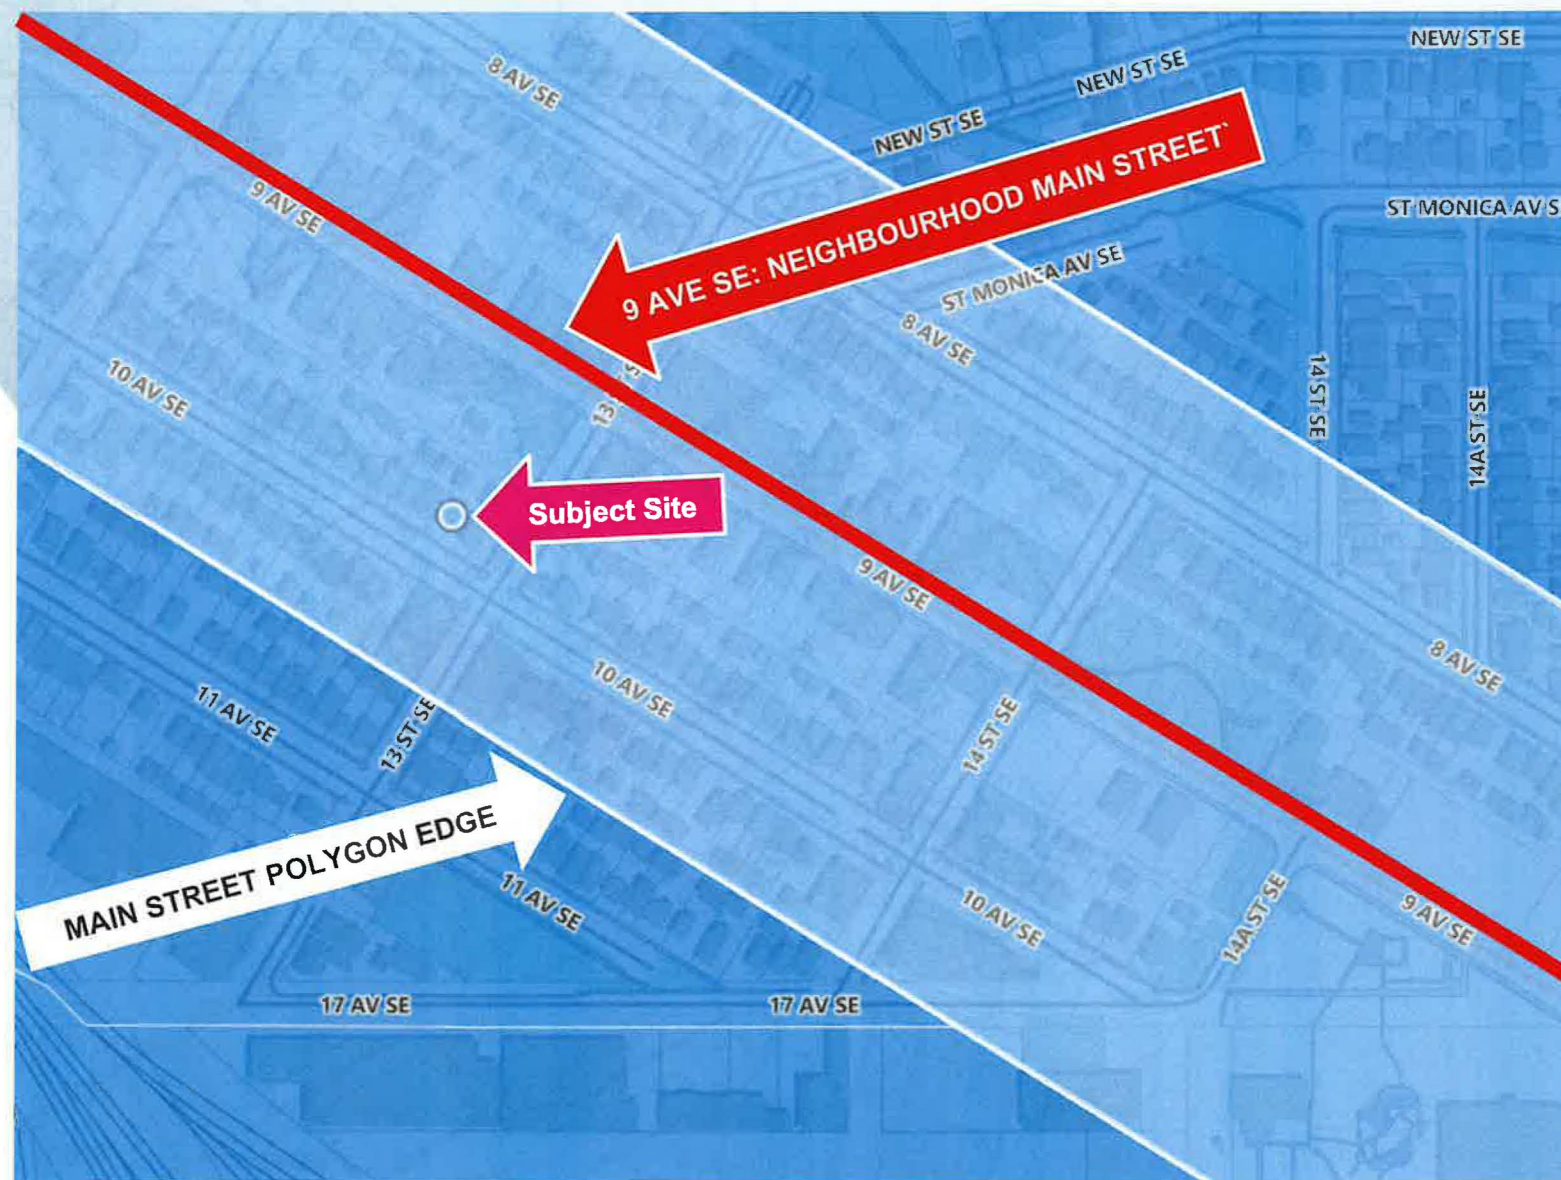 NEW ST SE
8 AV SE
NEW ST SE
NEW ST SE
9 AVE SE: NEIGHBOURHOOD MAIN STREET`
9 AV SE
ST MONICA AV S
ST MONICA AV SE
8 AV SE
10 AV SE
14 ST SE
13
14A ST SE
Subject Site
9 AV SE
8 AV SE
10 AV SE
11 AV SE
13 ST SE
14 ST SE
MAIN STREET POLYGON EDGE
11 AV SE
10 AV SE
14A ST SE
9 AV SE
17 AV SE
17 AV SE